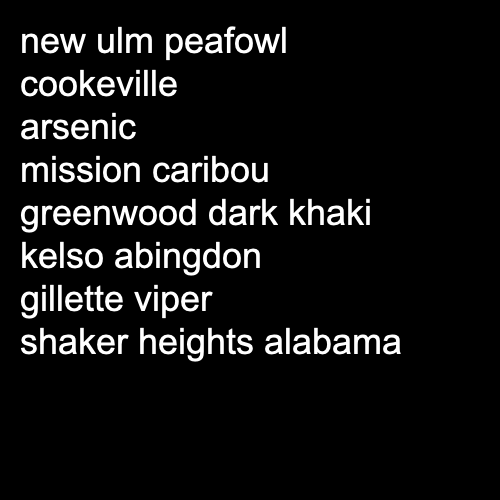 new ulm peafowl
cookeville
arsenic
mission caribou
greenwood dark khaki
kelso abingdon
gillette viper
shaker heights alabama